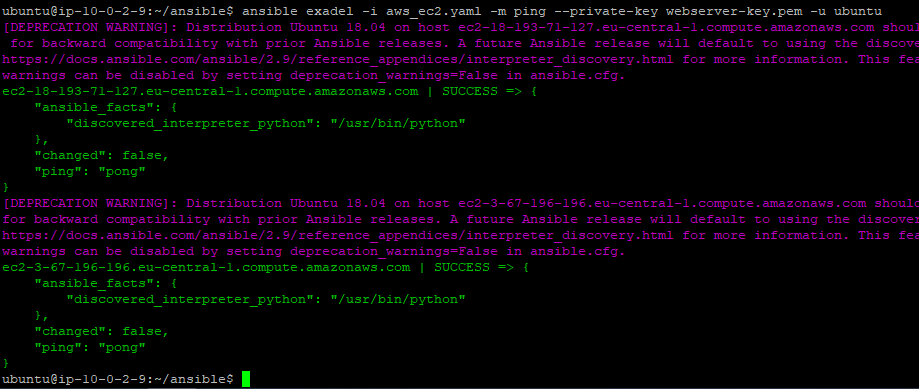 ubuntu@ip-10-0-2-9:~/ansible$ ansible exadel -i aws_ec2.yaml -m ping --private-key webserver-key.pem -u ubuntu
[DEPRECATION WARNING]: Distribution Ubuntu 18.04 on host ec2-18-193-71-127.eu-central-1.compute.amazonaws.com shoul
 for backward compatibility with prior Ansible releases. A future Ansible release will default to using the discove
https://docs.ansible.com/ansible/2.9/reference_appendices/interpreter_discovery.html for more information. This fea
warnings can be disabled by setting deprecation_warnings=False in ansible.cfg.
ec2-18-193-71-127.eu-central-1.compute.amazonaws.com | SUCCESS => {
    "ansible_facts": {
        "discovered_interpreter_python": "/usr/bin/python"
    },
    "changed": false,
    "ping": "pong"
}
[DEPRECATION WARNING]: Distribution Ubuntu 18.04 on host ec2-3-67-196-196.eu-central-1.compute.amazonaws.com should
for backward compatibility with prior Ansible releases. A future Ansible release will default to using the discover
https://docs.ansible.com/ansible/2.9/reference_appendices/interpreter_discovery.html for more information. This fea
warnings can be disabled by setting deprecation_warnings=False in ansible.cfg.
ec2-3-67-196-196.eu-central-1.compute.amazonaws.com | SUCCESS => {
    "ansible_facts": {
        "discovered_interpreter_python": "/usr/bin/python"
    },
    "changed": false,
    "ping": "pong"
}
ubuntu@ip-10-0-2-9:~/ansible$